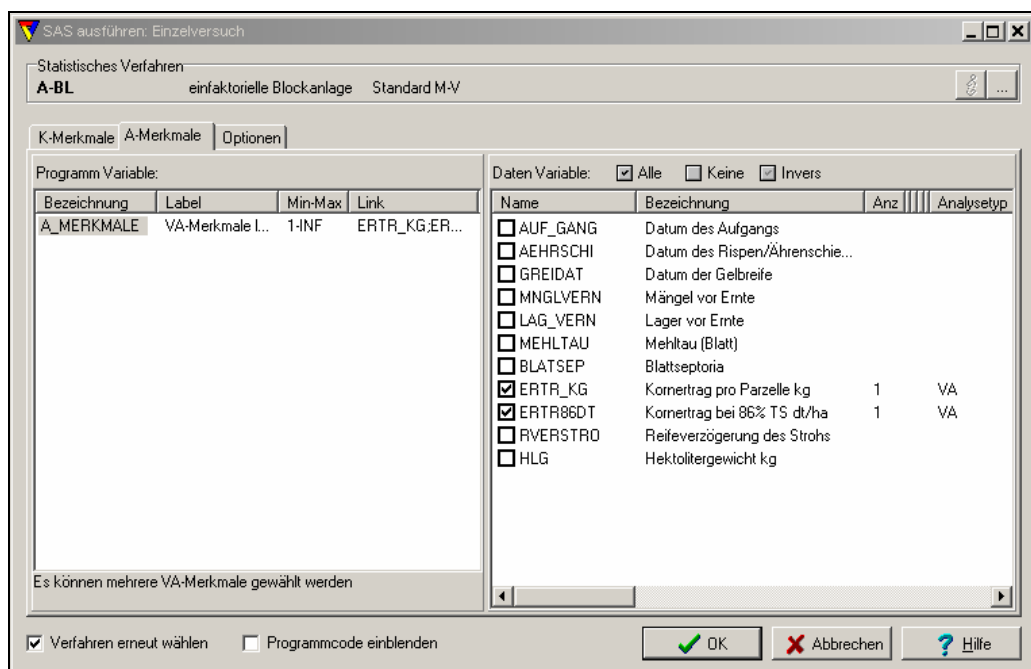 SAS ausführen: Einzelversuch
Statistisches Verfahren
A-BL einfaktorielle Blockanlage Standard M-V
...
K-Merkmale A-Merkmale Optionen
Programm Variable:
Bezeichnung Label Min-Max Link
A_MERKMALE VA-Merkmale I... 1-INF ERTR_KG;ER...
Es können mehrere VA-Merkmale gewählt werden
Daten Variable: Alle Keine Invers
Name Bezeichnung Anz Analysetyp
AUF_GANG Datum des Aufgangs
AEHRSCHI Datum des Rispen/Ährenschie...
GREIDAT Datum der Gelbreife
MNGLVERN Mängel vor Ernte
LAG_VERN Lager vor Ernte
MEHLTAU Mehltau (Blatt)
BLATSEP Blattseptoria
ERTR_KG Kornertrag pro Parzelle kg 1 VA
ERTR86DT Kornertrag bei 86% TS dt/ha 1 VA
RVERSTRO Reifeverzögerung des Strohs
HLG Hektolitergewicht kg
Verfahren erneut wählen Programmcode einblenden OK Abbrechen Hilfe